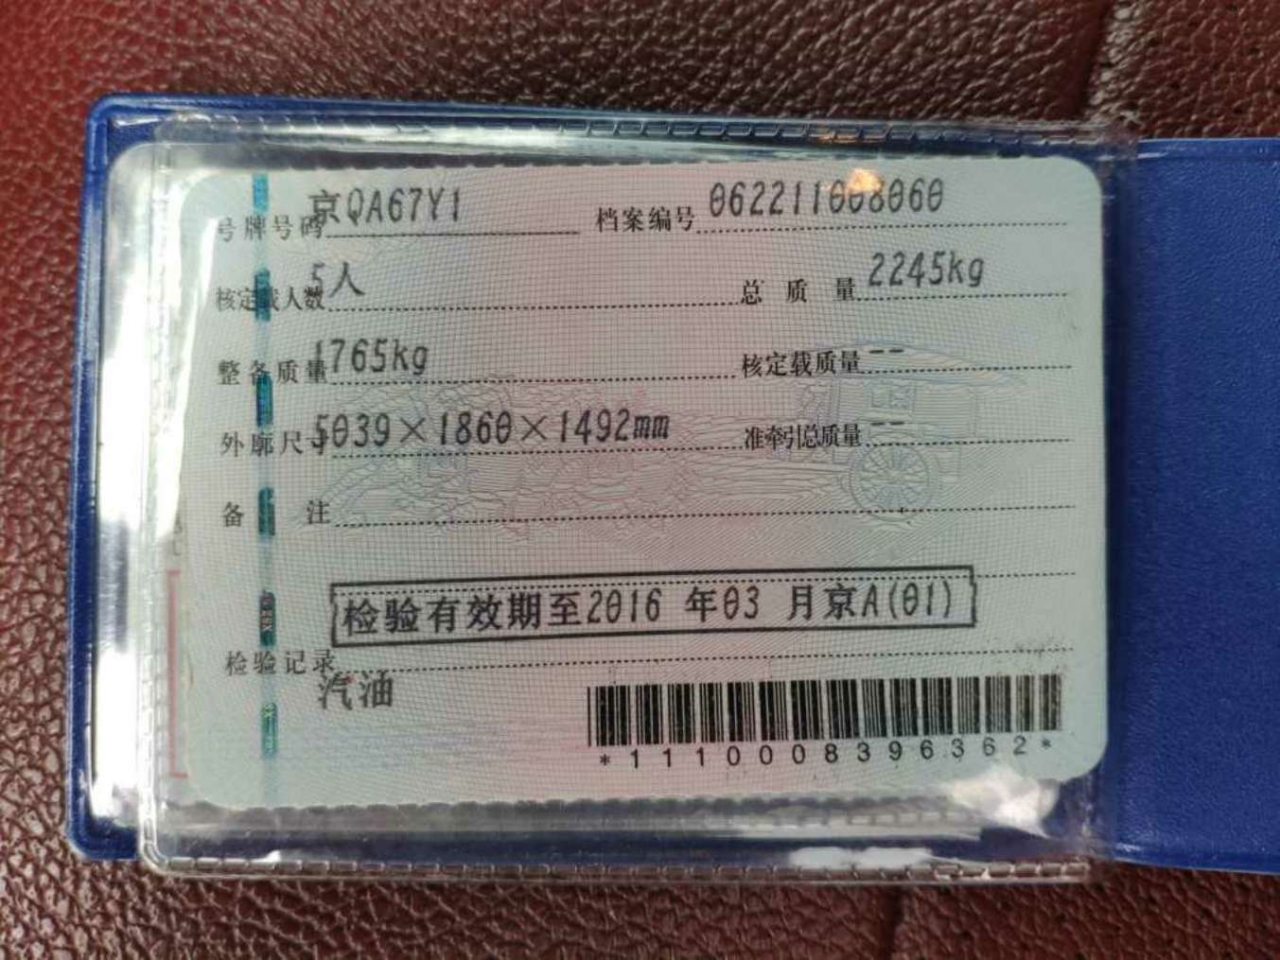 号牌号码 京QA67Y1 档案编号 062211008060
核定载人数 5人 总质量 2245kg
整备质量 1765kg 核定载质量 --
外廓尺寸 5039×1860×1492mm 准牵引总质量 --
备注
检验有效期至2016 年03 月京A(01)
检验记录
汽油
*1110008396362*